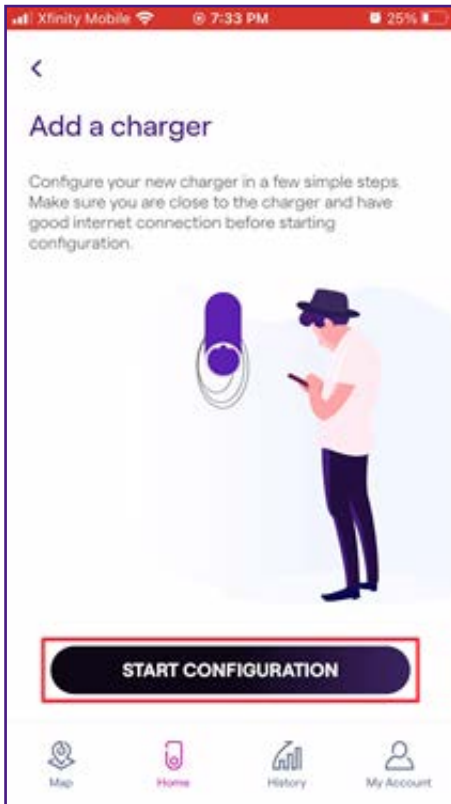 Xfinity Mobile 7:33 PM 25%
Add a charger
Configure your new charger in a few simple steps.
Make sure you are close to the charger and have
good internet connection before starting
configuration.
START CONFIGURATION
Map Home History My Account